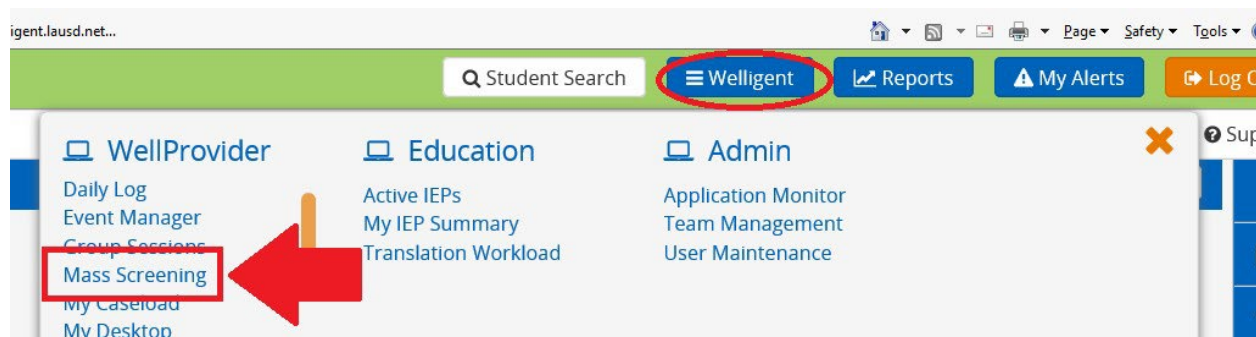 igent.lausd.net...
Page Safety Tools
Student Search Welligent Reports My Alerts Log
Sup
WellProvider
Daily Log
Event Manager
Group Sessions
Mass Screening
My Caseload
My Desktop
Education
Active IEPs
My IEP Summary
Translation Workload
Admin
Application Monitor
Team Management
User Maintenance